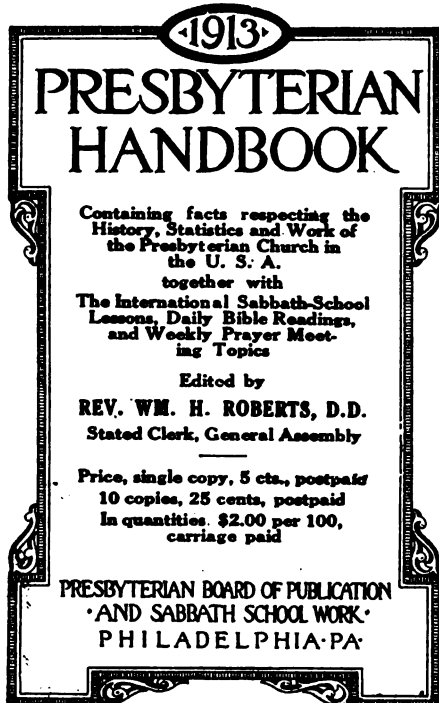 1913
PRESBYTERIAN
HANDBOOK
Containing facts respecting the
History, Statistics and Work of
the Presbyterian Church in
the U. S. A.
together with
The International Sabbath-School
Lessons, Daily Bible Readings,
and Weekly Prayer Meet-
ing Topics
Edited by
REV. WM. H. ROBERTS, D.D.
Stated Clerk, General Assembly
Price, single copy, 5 cts., postpaid
10 copies, 25 cents, postpaid
In quantities. $2.00 per 100,
carriage paid
PRESBYTERIAN BOARD OF PUBLICATION
·AND SABBATH SCHOOL WORK·
PHILADELPHIA·PA·